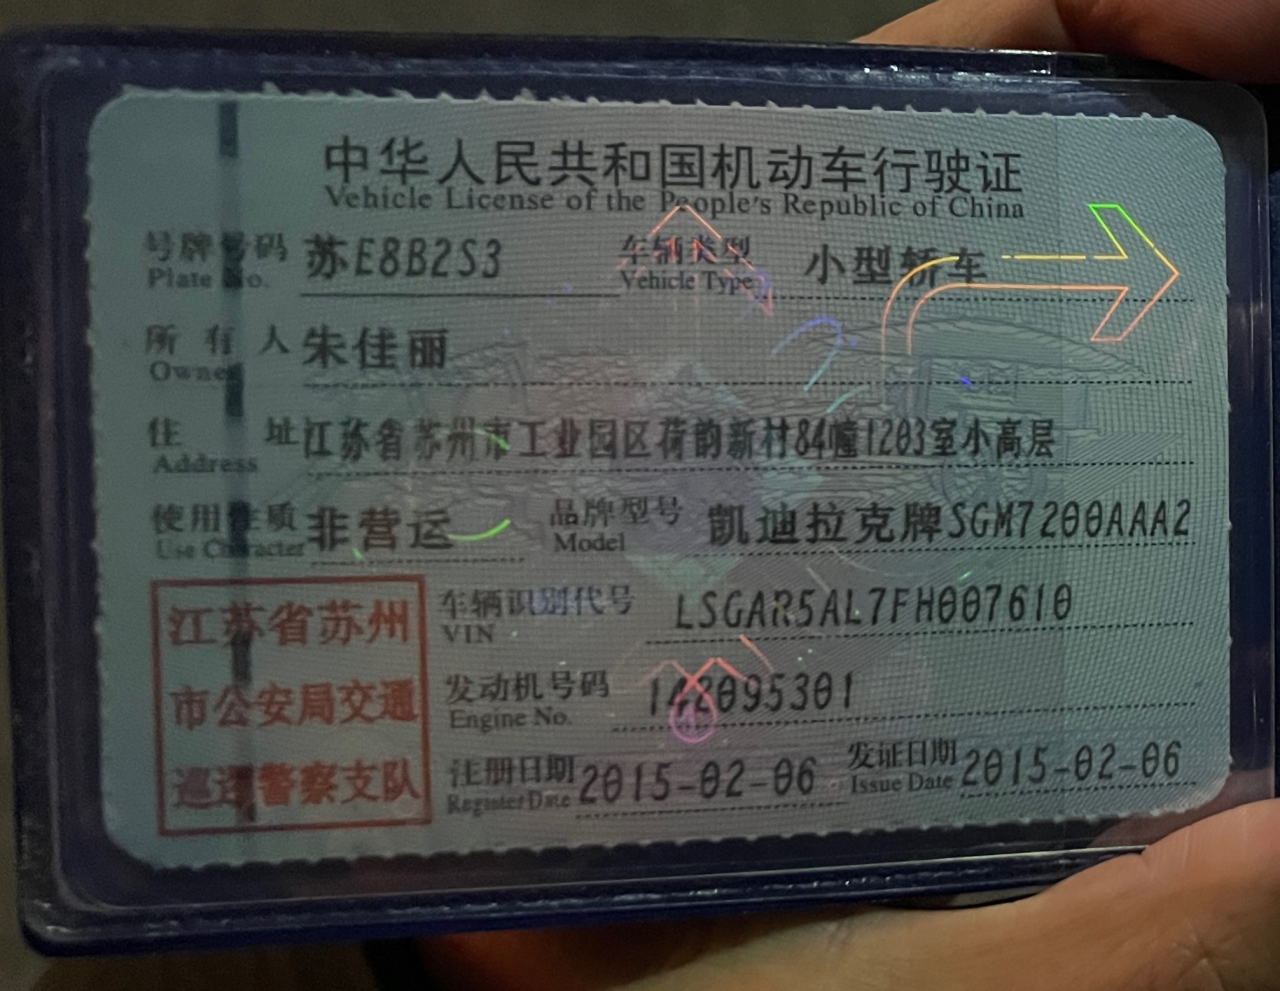 中华人民共和国机动车行驶证
Vehicle License of the People's Republic of China
号牌号码 苏E8B2S3 车辆类型 小型轿车
Plate No. Vehicle Type
所有人 朱佳丽
Owner
住址 江苏省苏州市工业园区荷韵新村84幢1203室小高层
Address
使用性质 非营运 品牌型号 凯迪拉克牌SGM7200AAA2
Use Character Model
江苏省苏州 车辆识别代号 LSGAR5AL7FH007610
VIN
市公安局交通 发动机号码 142095301
Engine No.
巡逻警察支队 注册日期 2015-02-06 发证日期 2015-02-06
Register Date Issue Date